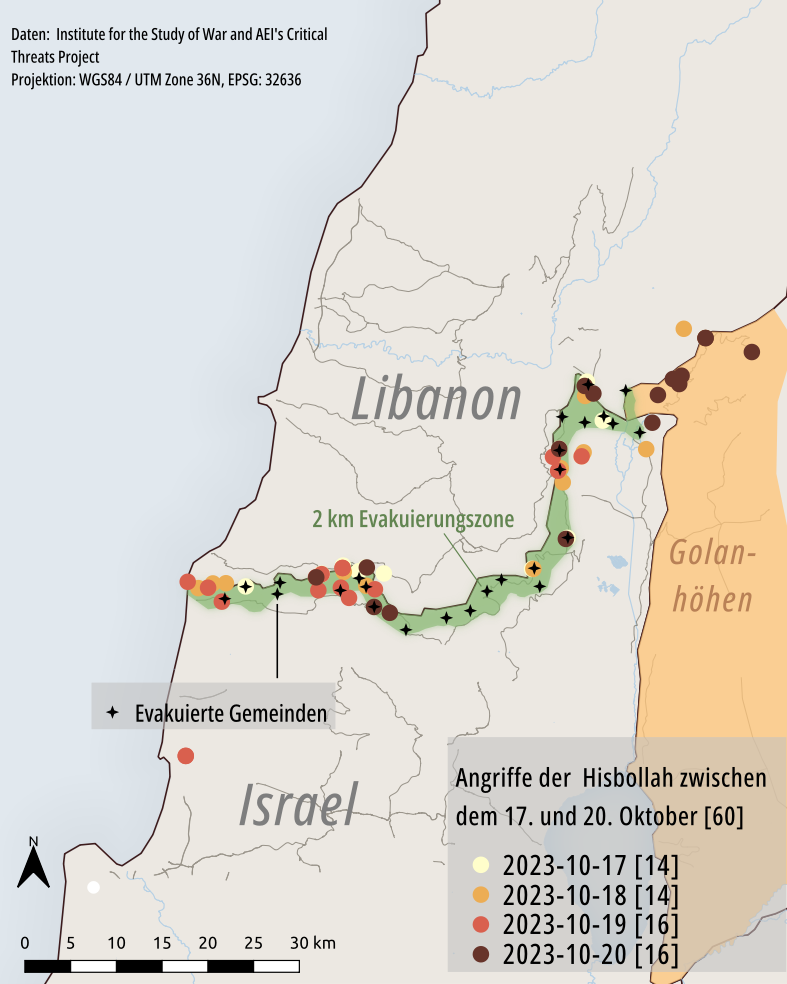 Daten:  Institute for the Study of War and AEI's Critical
Threats Project
Projektion: WGS84 / UTM Zone 36N, EPSG: 32636
Libanon
2 km Evakuierungszone
Golan-
höhen
Evakuierte Gemeinden
Israel
Angriffe der  Hisbollah zwischen
dem 17. und 20. Oktober [60]
2023-10-17 [14]
2023-10-18 [14]
2023-10-19 [16]
2023-10-20 [16]
N
0 5 10 15 20 25 30 km